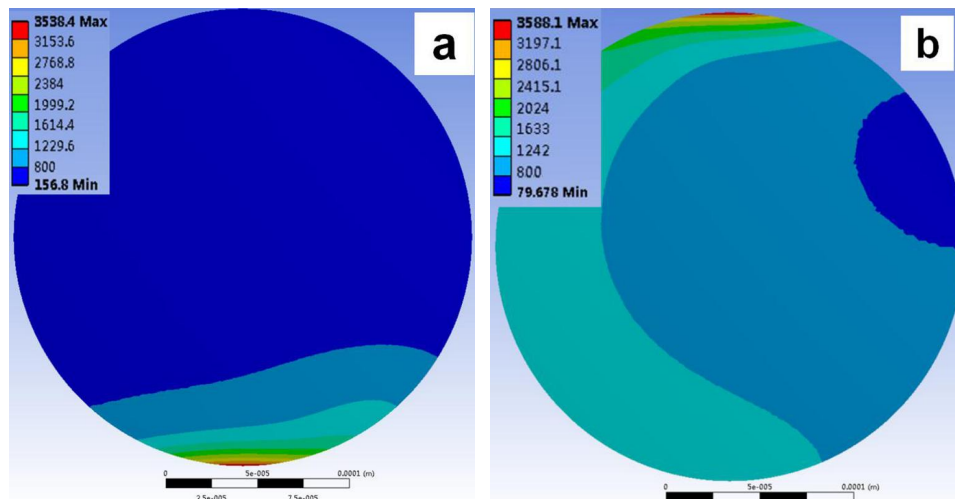 3538.4 Max
3153.6
2768.8
2384
1999.2
1614.4
1229.6
800
156.8 Min
a
0 5e-005 0.0001 (m)
2.5e-005 7.5e-005
3588.1 Max
3197.1
2806.1
2415.1
2024
1633
1242
800
79.678 Min
b
0 5e-005 0.0001 (m)